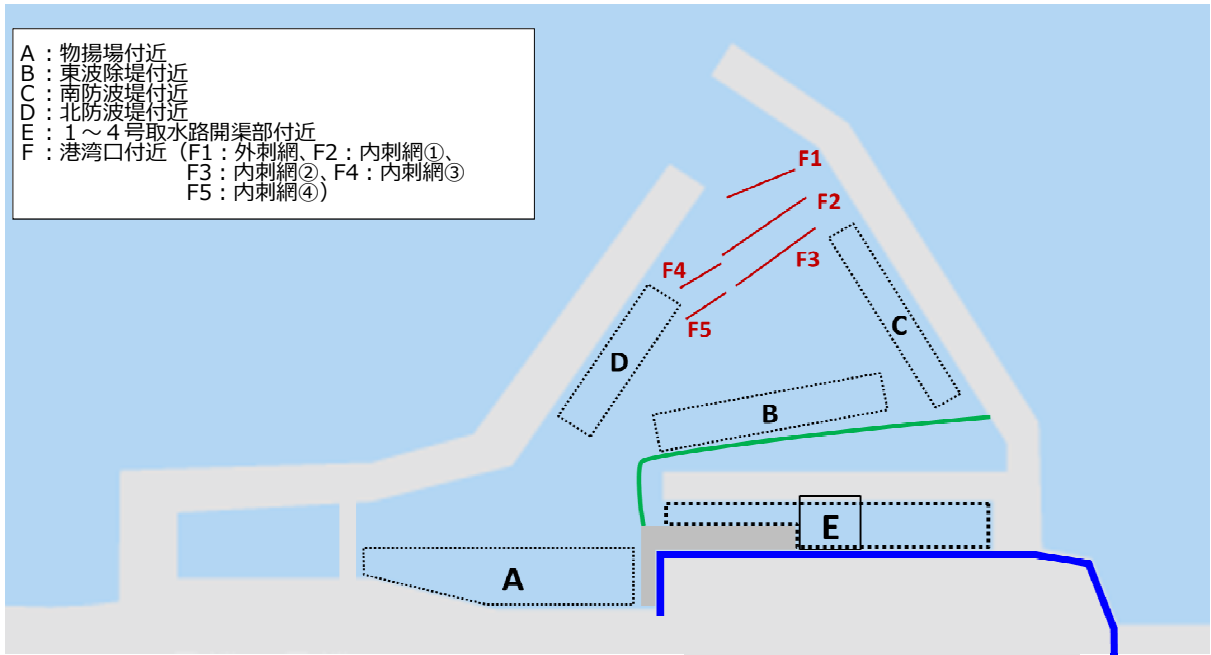 A：物揚場付近
B：東波除堤付近
C：南防波堤付近
D：北防波堤付近
E：１～４号取水路開渠部付近
F：港湾口付近（F1：外刺網、F2：内刺網①、
F3：内刺網②、F4：内刺網③
F5：内刺網④）
F1
F2
F3
F4
F5
C
D
B
E
A